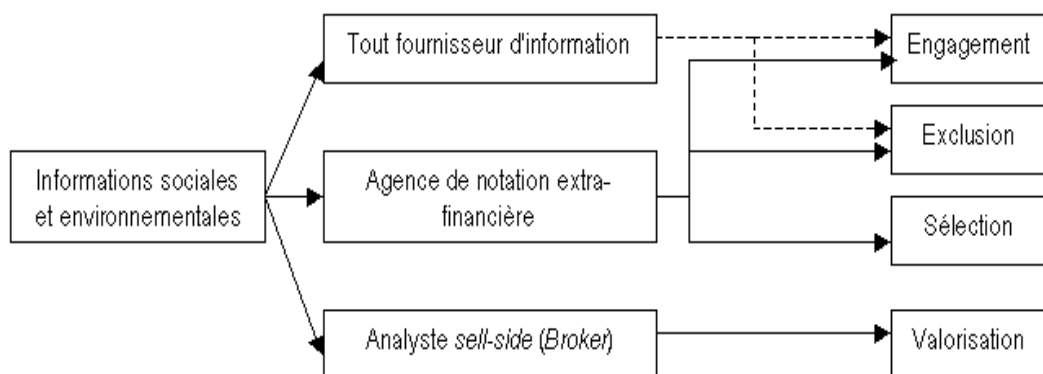 Tout fournisseur d'information
Engagement
Exclusion
Informations sociales
et environnementales
Agence de notation extra-
financière
Sélection
Analyste sell-side (Broker)
Valorisation